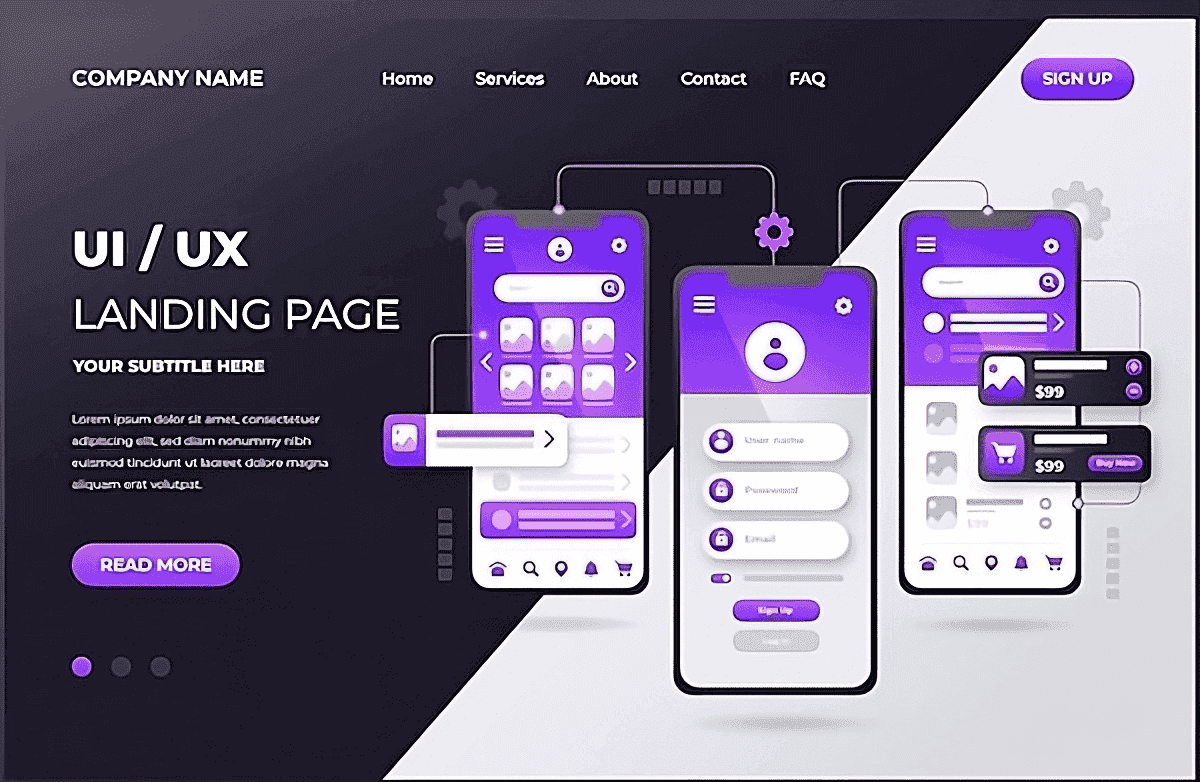 COMPANY NAME
Home Services About Contact FAQ
SIGN UP
UI / UX
LANDING PAGE
YOUR SUBTITLE HERE
Lorem ipsum dolor sit amet, consectetuer
adipiscing elit, sed diam nonummy nibh
euismod tincidunt ut laoreet dolore magna
aliquam erat volutpat.
READ MORE
User name
Password
Email
Sign Up
$99
$99
Buy Now
$99